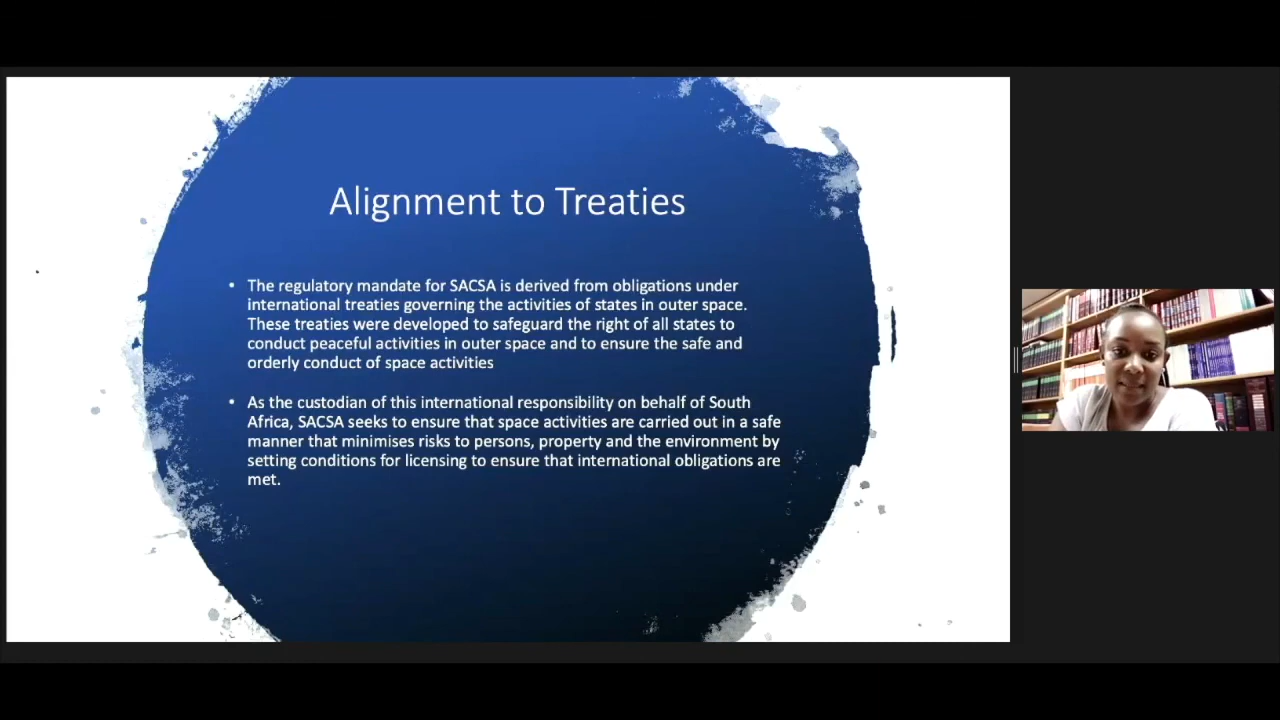 Alignment to Treaties
• The regulatory mandate for SACSA is derived from obligations under
international treaties governing the activities of states in outer space.
These treaties were developed to safeguard the right of all states to
conduct peaceful activities in outer space and to ensure the safe and
orderly conduct of space activities
• As the custodian of this international responsibility on behalf of South
Africa, SACSA seeks to ensure that space activities are carried out in a safe
manner that minimises risks to persons, property and the environment by
setting conditions for licensing to ensure that international obligations are
met.